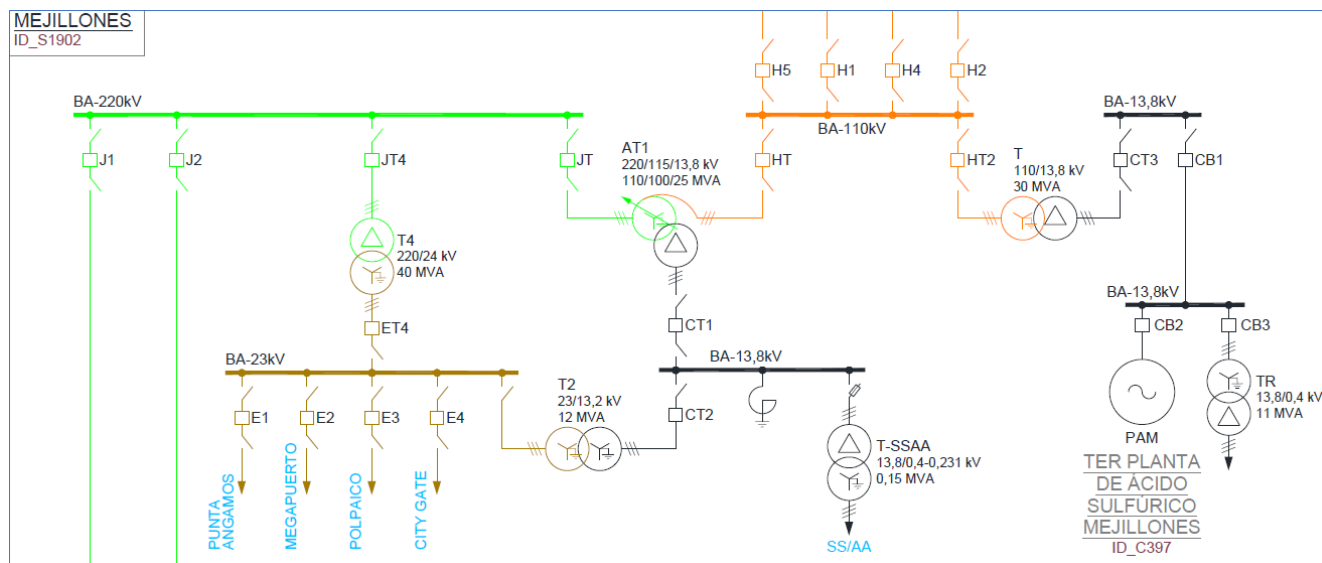 MEJILLONES
ID_S1902
H5
H1
H4
H2
BA-220kV
BA-110kV
BA-13,8kV
J1
J2
JT4
JT
AT1
220/115/13,8 kV
110/100/25 MVA
HT
HT2
T
110/13,8 kV
30 MVA
CT3
CB1
T4
220/24 kV
40 MVA
ET4
CT1
BA-13,8kV
CB2
CB3
BA-23kV
BA-13,8kV
E1
E2
E3
E4
T2
23/13,2 kV
12 MVA
CT2
T-SSAA
13,8/0,4-0,231 kV
0,15 MVA
SS/AA
PAM
TR
13,8/0,4 kV
11 MVA
PUNTA
ANGAMOS
MEGAPUERTO
POLPAICO
CITY GATE
TER PLANTA
DE ÁCIDO
SULFÚRICO
MEJILLONES
ID_C397